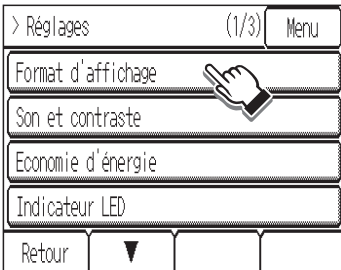 > Réglages (1/3) Menu
Format d'affichage
Son et contraste
Economie d'énergie
Indicateur LED
Retour ▼